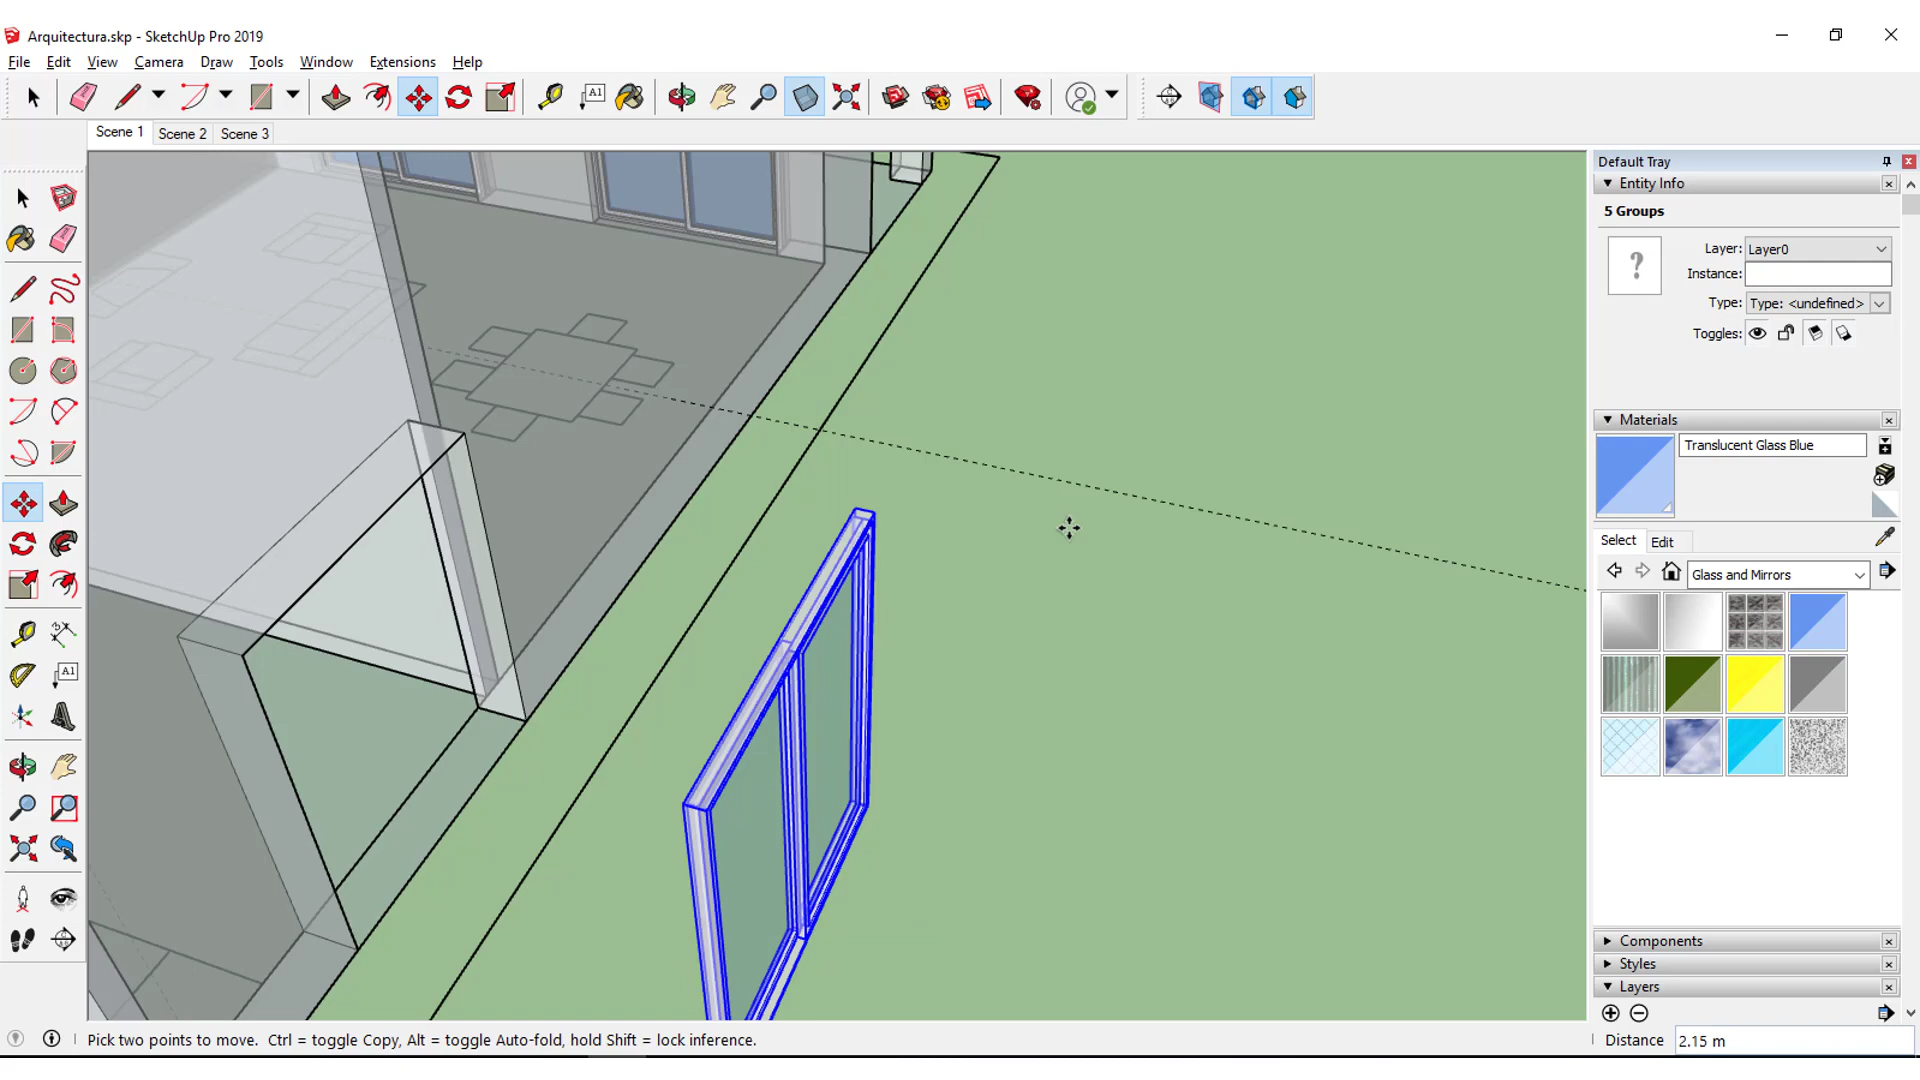 Arquitectura.skp - SketchUp Pro 2019
File Edit View Camera Draw Tools Window Extensions Help
A1
Scene 1 Scene 2 Scene 3
Default Tray
Entity Info
5 Groups
Layer: Layer0
Instance:
Type: Type: <undefined>
Toggles:
Materials
Translucent Glass Blue
Select Edit
Glass and Mirrors
A1
Components
Styles
Layers
Pick two points to move. Ctrl = toggle Copy, Alt = toggle Auto-fold, hold Shift = lock inference.
Distance 2.15 m